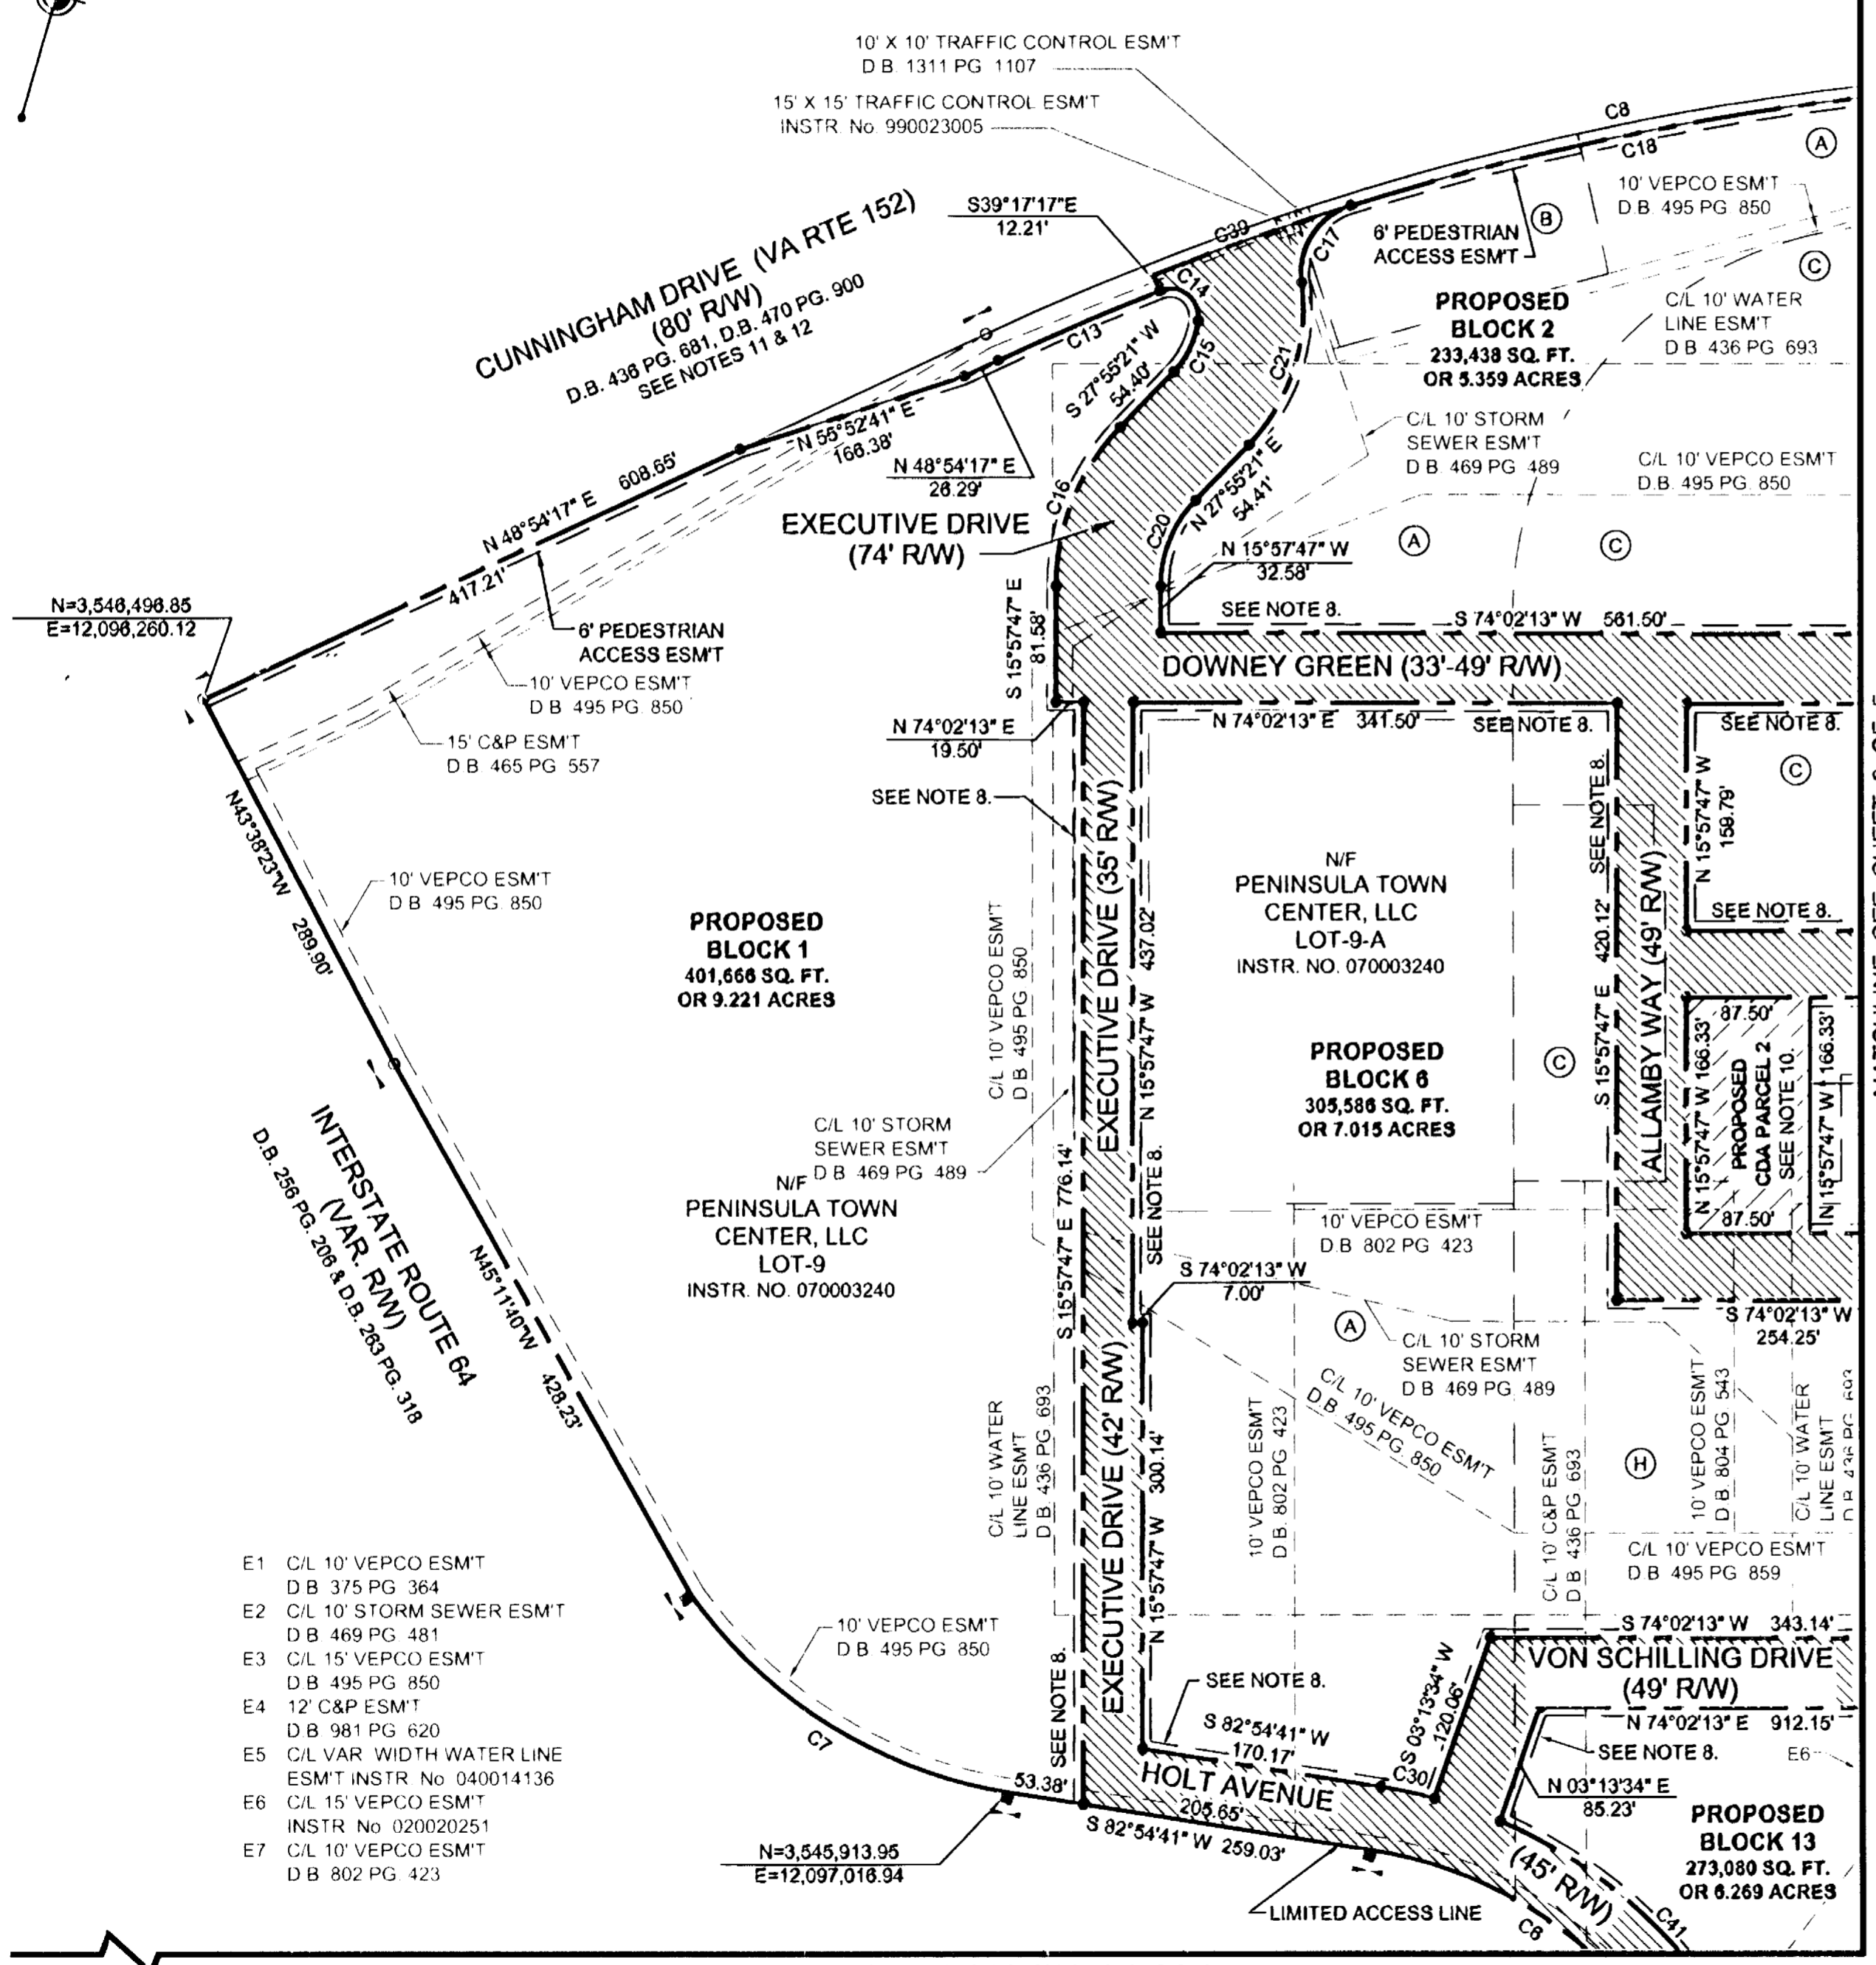 10' X 10' TRAFFIC CONTROL ESM'T
D.B. 1311 PG 1107
15' X 15' TRAFFIC CONTROL ESM'T
INSTR. No. 990023005
C8
C18
A
10' VEPCO ESM'T
D.B. 495 PG. 850
B
C
S39°17'17"E
12.21'
C39
C17
C14
6' PEDESTRIAN
ACCESS ESM'T
CUNNINGHAM DRIVE (VA RTE 152)
(80' R/W)
D.B. 436 PG. 681, D.B. 470 PG. 900
SEE NOTES 11 & 12
PROPOSED
BLOCK 2
233,438 SQ. FT.
OR 5.359 ACRES
C/L 10' WATER
LINE ESM'T
D.B. 436 PG 693
C13
C15
C21
S 27°55'21" W
54.40'
N 55°52'41" E
166.38'
N 48°54'17" E
26.29'
C/L 10' STORM
SEWER ESM'T
D.B. 469 PG 489
C/L 10' VEPCO ESM'T
D.B. 495 PG. 850
N 48°54'17" E 608.65'
417.21'
C16
C20
N 27°55'21" E
54.41'
EXECUTIVE DRIVE
(74' R/W)
A
C
N 15°57'47" W
32.58'
N=3,546,496.85
E=12,096,260.12
S 15°57'47" E
81.58'
SEE NOTE 8.
S 74°02'13" W 561.50'
6' PEDESTRIAN
ACCESS ESM'T
DOWNEY GREEN (33'-49' R/W)
10' VEPCO ESM'T
D.B. 495 PG. 850
15' C&P ESM'T
D.B. 465 PG 557
N 74°02'13" E
19.50'
N 74°02'13" E 341.50'
SEE NOTE 8.
SEE NOTE 8.
SEE NOTE 8.
SEE NOTE 8.
C
N 15°57'47" W
159.79'
N43°38'23"W 289.90'
10' VEPCO ESM'T
D.B. 495 PG. 850
PROPOSED
BLOCK 1
401,666 SQ. FT.
OR 9.221 ACRES
C/L 10' VEPCO ESM'T
D.B. 495 PG. 850
EXECUTIVE DRIVE (35' R/W)
N 15°57'47" W 437.02'
N/F
PENINSULA TOWN
CENTER, LLC
LOT-9-A
INSTR. NO. 070003240
PROPOSED
BLOCK 6
305,586 SQ. FT.
OR 7.015 ACRES
C
S 15°57'47" E 420.12'
ALLAMBY WAY (49' R/W)
SEE NOTE 8.
87.50'
N 15°57'47" W 166.33'
PROPOSED
CDA PARCEL 2
SEE NOTE 10.
N 15°57'47" W 166.33'
87.50'
INTERSTATE ROUTE 64
(VAR. R/W)
D.B. 256 PG. 206 & D.B. 263 PG. 318
C/L 10' STORM
SEWER ESM'T
D.B. 469 PG. 489
N/F
PENINSULA TOWN
CENTER, LLC
LOT-9
INSTR. NO. 070003240
S 15°57'47" E 776.14'
SEE NOTE 8.
10' VEPCO ESM'T
D.B. 802 PG. 423
S 74°02'13" W
7.00'
S 74°02'13" W
254.25'
N45°11'40"W 428.23'
A
C/L 10' STORM
SEWER ESM'T
D.B. 469 PG. 489
C/L 10' VEPCO ESM'T
D.B. 495 PG. 850
C/L 10' WATER
LINE ESM'T
D.B. 436 PG. 693
EXECUTIVE DRIVE (42' R/W)
N 15°57'47" W 300.14'
10' VEPCO ESM'T
D.B. 802 PG. 423
C/L 10' C&P ESM'T
D.B. 436 PG. 693
H
10' VEPCO ESM'T
D.B. 804 PG. 543
C/L 10' WATER
LINE ESM'T
D.B. 436 PG. 693
C/L 10' VEPCO ESM'T
D.B. 495 PG. 859
E1 C/L 10' VEPCO ESM'T
D.B. 375 PG. 364
E2 C/L 10' STORM SEWER ESM'T
D.B. 469 PG. 481
E3 C/L 15' VEPCO ESM'T
D.B. 495 PG. 850
E4 12' C&P ESM'T
D.B. 981 PG. 620
E5 C/L VAR. WIDTH WATER LINE
ESM'T INSTR. No. 040014136
E6 C/L 15' VEPCO ESM'T
INSTR. No. 020020251
E7 C/L 10' VEPCO ESM'T
D.B. 802 PG. 423
10' VEPCO ESM'T
D.B. 495 PG. 850
C7
SEE NOTE 8.
SEE NOTE 8.
S 74°02'13" W 343.14'
VON SCHILLING DRIVE
(49' R/W)
N 74°02'13" E 912.15'
SEE NOTE 8.
E6
S 03°13'34" W
120.06'
S 82°54'41" W
170.17'
C30
HOLT AVENUE
53.38'
205.65'
S 82°54'41" W 259.03'
N 03°13'34" E
85.23'
PROPOSED
BLOCK 13
273,080 SQ. FT.
OR 6.269 ACRES
N=3,545,913.95
E=12,097,016.94
LIMITED ACCESS LINE
(45' R/W)
C6
C41